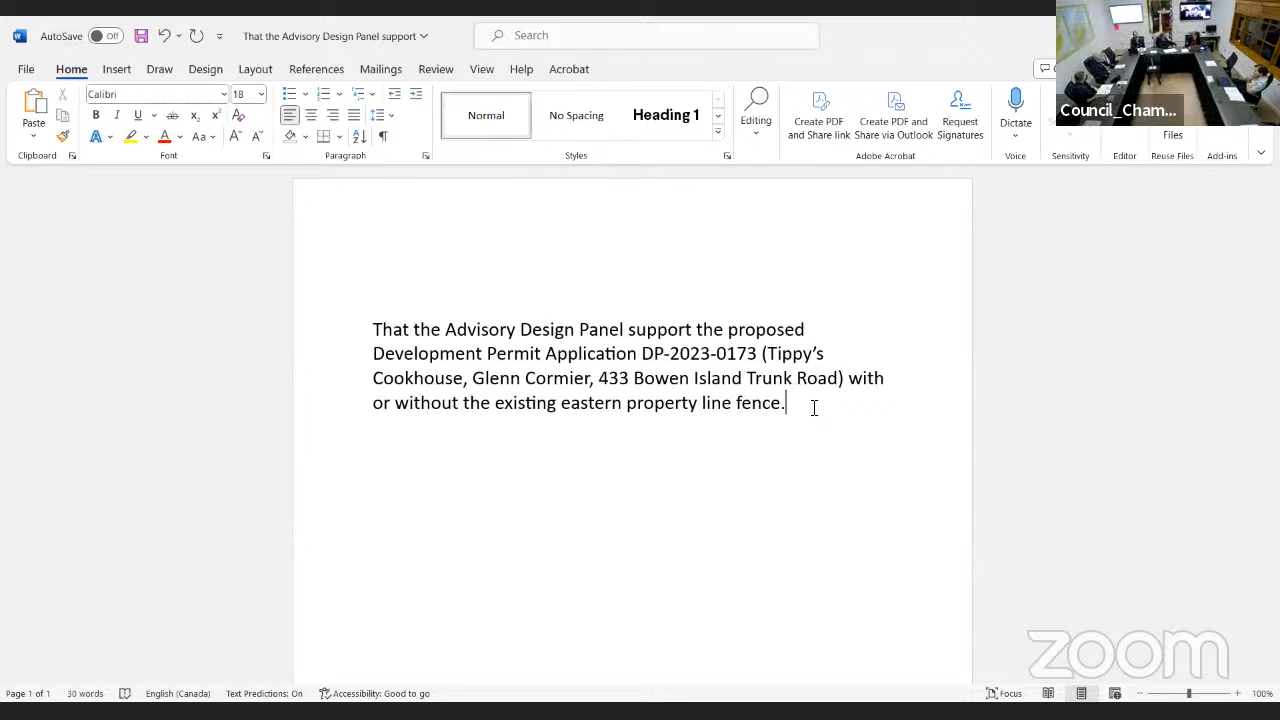 AutoSave Off That the Advisory Design Panel support Search
File Home Insert Draw Design Layout References Mailings Review View Help Acrobat
Council_Cham...
Paste Calibri 18 Normal No Spacing Heading 1 Editing Create PDF and Share link Create PDF and Share via Outlook Request Signatures Dictate Files
Clipboard Font Paragraph Styles Adobe Acrobat Voice Sensitivity Editor Reuse Files Add-ins
That the Advisory Design Panel support the proposed
Development Permit Application DP-2023-0173 (Tippy’s
Cookhouse, Glenn Cormier, 433 Bowen Island Trunk Road) with
or without the existing eastern property line fence.
zoom
Page 1 of 1 30 words English (Canada) Text Predictions: On Accessibility: Good to go Focus 100%